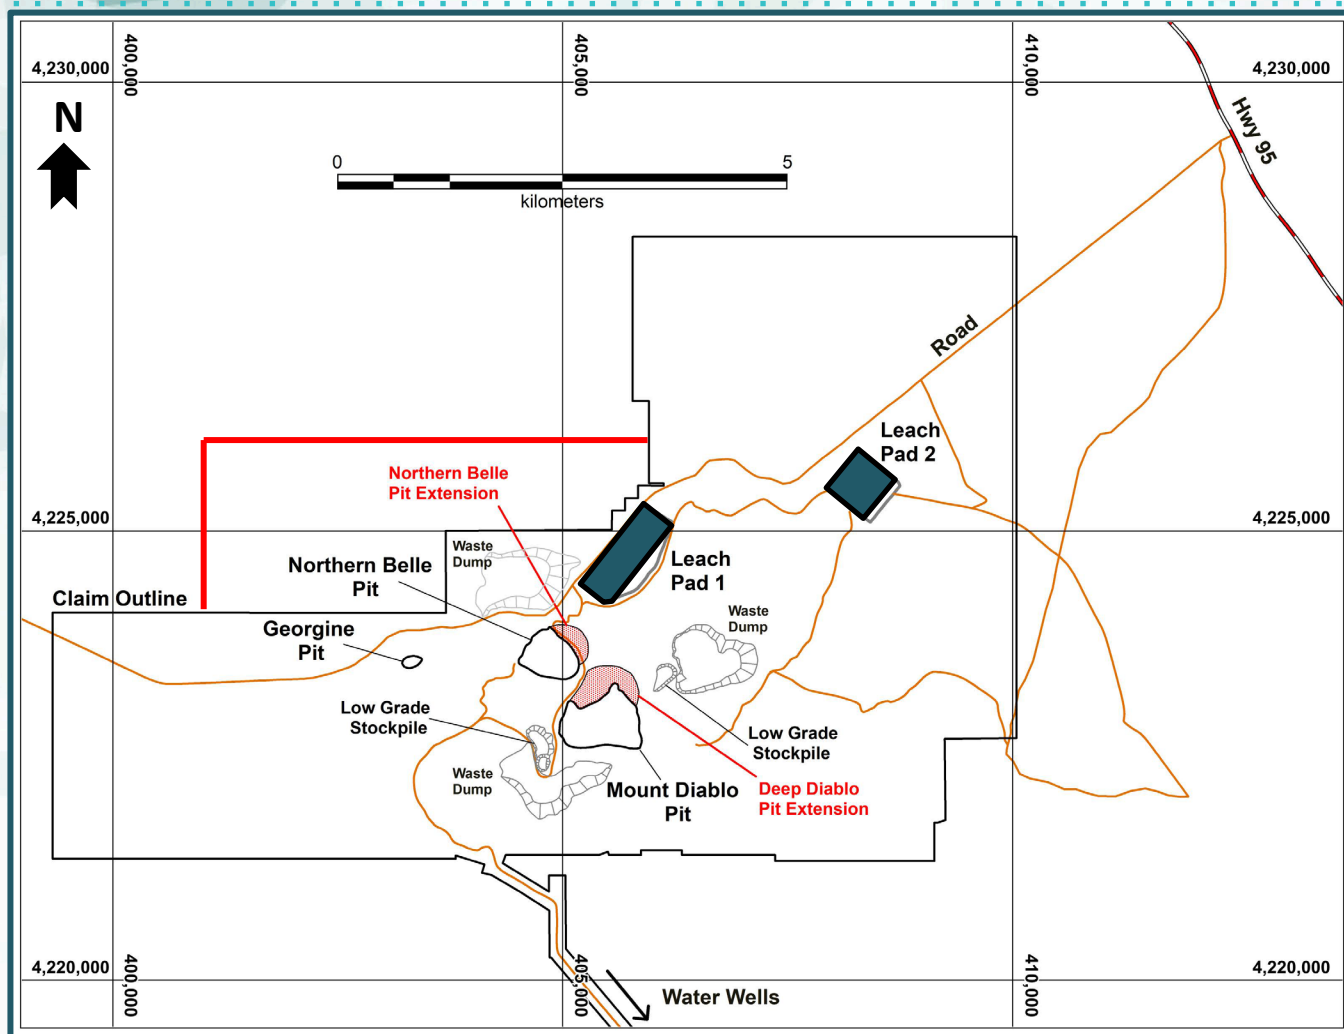 400,000
405,000
410,000
4,230,000
4,230,000
N
Hwy 95
0
5
kilometers
Road
Leach
Pad 2
Northern Belle
Pit Extension
4,225,000
4,225,000
Waste
Dump
Northern Belle
Pit
Leach
Pad 1
Claim Outline
Georgine
Pit
Waste
Dump
Low Grade
Stockpile
Low Grade
Stockpile
Waste
Dump
Mount Diablo
Pit
Deep Diablo
Pit Extension
4,220,000
4,220,000
400,000
405,000
410,000
Water Wells